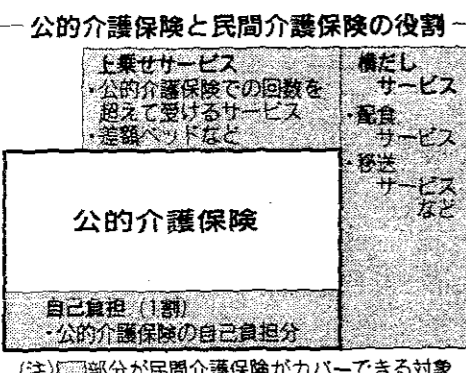 公的介護保険と民間介護保険の役割
上乗せサービス
・公的介護保険での回数を
超えて受けるサービス
・差額ベッドなど
横だし
サービス
・配食
サービス
・移送
サービス
など
公的介護保険
自己負担（1割）
・公的介護保険の自己負担分
(注)□部分が民間介護保険がカバーできる対象